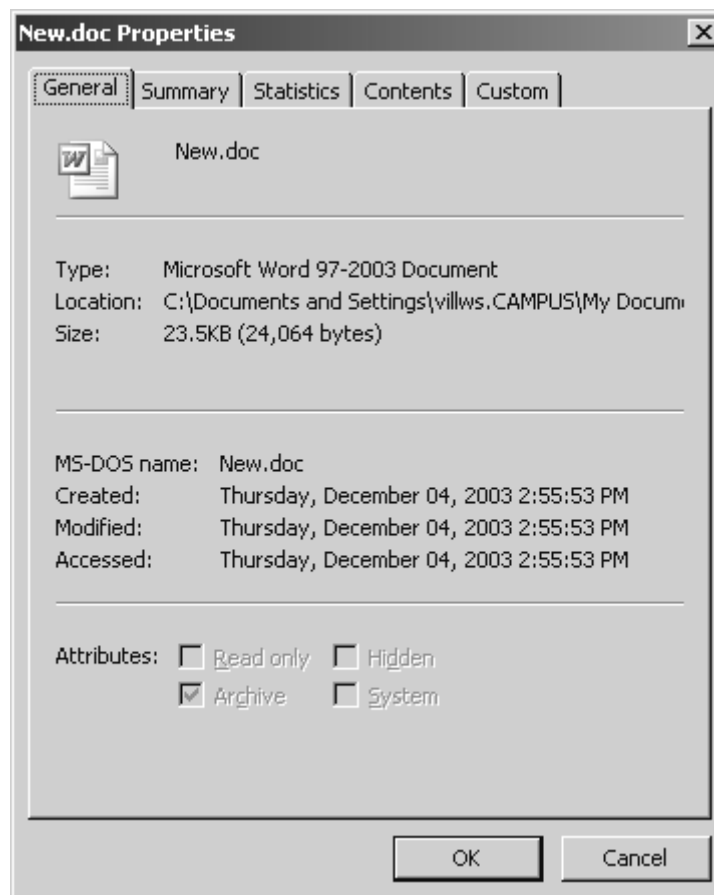 New.doc Properties
General Summary Statistics Contents Custom
W New.doc
Type: Microsoft Word 97-2003 Document
Location: C:\Documents and Settings\villws.CAMPUS\My Docum
Size: 23.5KB (24,064 bytes)
MS-DOS name: New.doc
Created: Thursday, December 04, 2003 2:55:53 PM
Modified: Thursday, December 04, 2003 2:55:53 PM
Accessed: Thursday, December 04, 2003 2:55:53 PM
Attributes: Read only Hidden
Archive System
OK Cancel